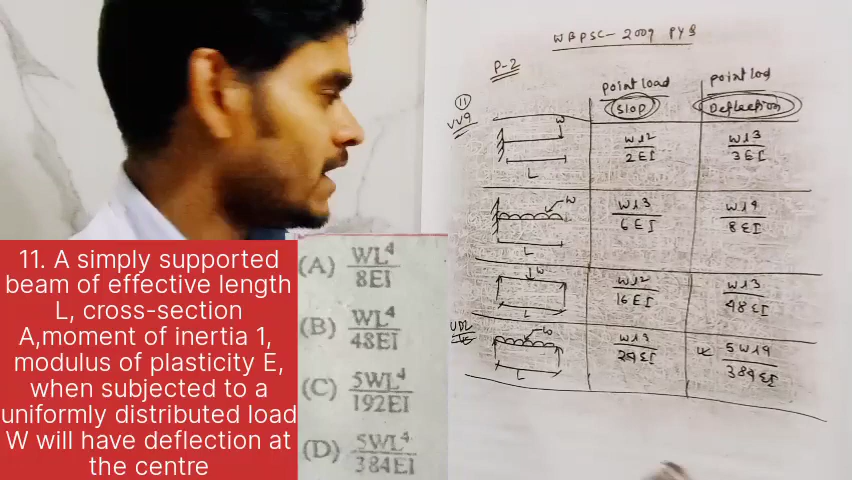 WBPSC-2009 PYQ
P-2
point load
point lod
11
Slop
Deflection
VVQ
W
Wl2
2EI
Wl3
3EI
L
W
Wl3
6EI
Wl4
8EI
L
W
Wl2
16EI
Wl3
48EI
L
UDL
W
Wl3
24EI
5Wl4
384EI
L
11. A simply supported
beam of effective length
L, cross-section
A,moment of inertia 1,
modulus of plasticity E,
when subjected to a
uniformly distributed load
W will have deflection at
the centre
(A) WL⁴
8EI
(B) WL⁴
48EI
(C) 5WL⁴
192EI
(D) 5WL⁴
384EI